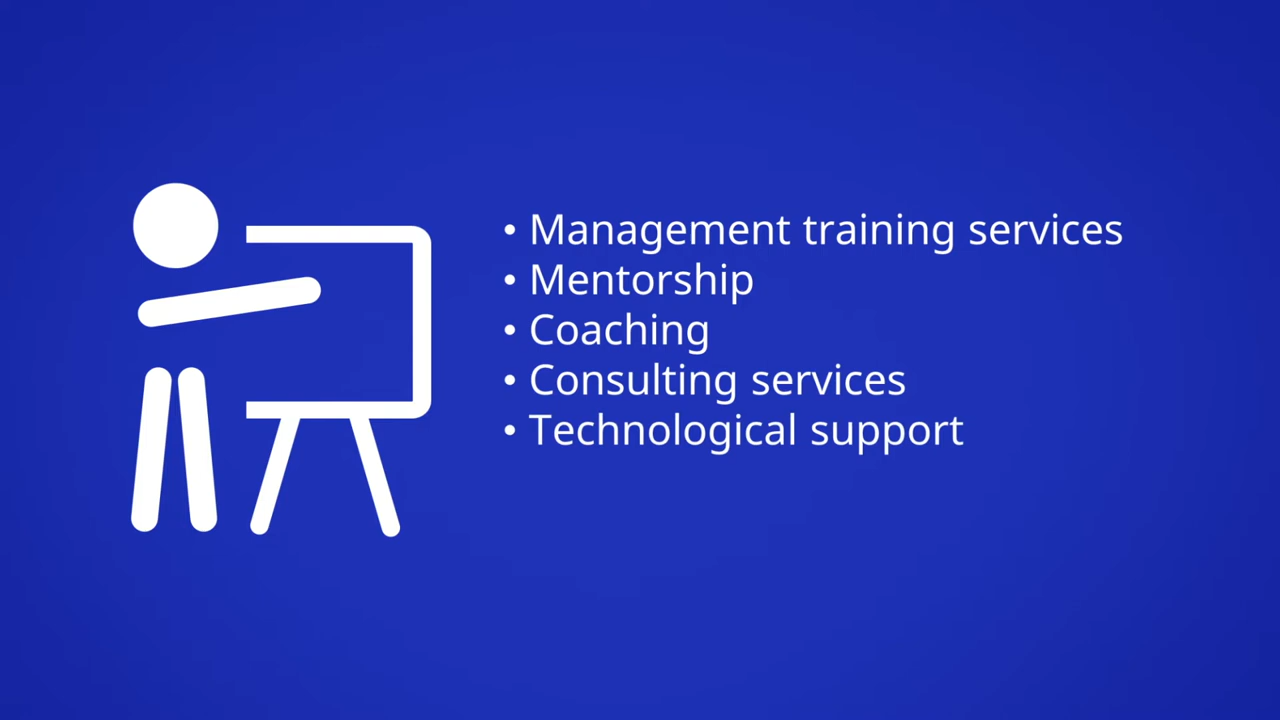 • Management training services
• Mentorship
• Coaching
• Consulting services
• Technological support